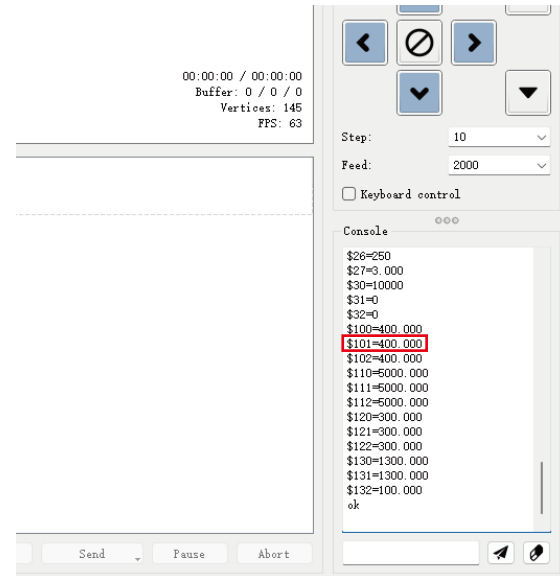 00:00:00 / 00:00:00
Buffer: 0 / 0 / 0
Vertices: 145
FPS: 63
Step: 10
Feed: 2000
Keyboard control
Console
$26=250
$27=3.000
$30=10000
$31=0
$32=0
$100=400.000
$101=400.000
$102=400.000
$110=5000.000
$111=5000.000
$112=5000.000
$120=300.000
$121=300.000
$122=300.000
$130=1300.000
$131=1300.000
$132=100.000
ok
Send Pause Abort